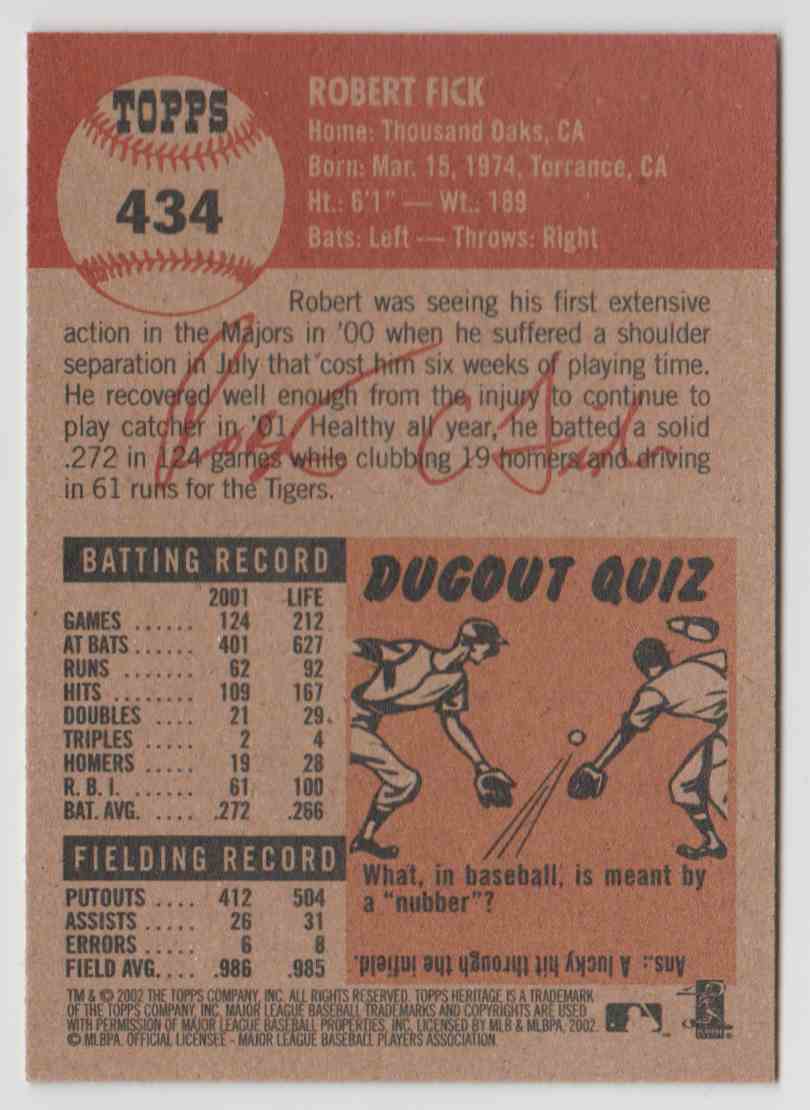 TOPPS
434
ROBERT FICK
Home: Thousand Oaks, CA
Born: Mar. 15, 1974, Torrance, CA
Ht.: 6'1" — Wt.: 189
Bats: Left — Throws: Right
Robert was seeing his first extensive
action in the Majors in '00 when he suffered a shoulder
separation in July that cost him six weeks of playing time.
He recovered well enough from the injury to continue to
play catcher in '01. Healthy all year, he batted a solid
.272 in 124 games while clubbing 19 homers and driving
in 61 runs for the Tigers.
BATTING RECORD
2001 LIFE
GAMES ...... 124 212
AT BATS ...... 401 627
RUNS ....... 62 92
HITS ........ 109 167
DOUBLES .... 21 29
TRIPLES ..... 2 4
HOMERS ..... 19 28
R. B. I. ...... 61 100
BAT. AVG. .... .272 .266
FIELDING RECORD
PUTOUTS .... 412 504
ASSISTS ..... 26 31
ERRORS ..... 6 8
FIELD AVG.... .986 .985
DUGOUT QUIZ
What, in baseball, is meant by
a "nubber"?
Ans.: A lucky hit through the infield.
TM & © 2002 THE TOPPS COMPANY, INC. ALL RIGHTS RESERVED. TOPPS HERITAGE IS A TRADEMARK
OF THE TOPPS COMPANY, INC. MAJOR LEAGUE BASEBALL TRADEMARKS AND COPYRIGHTS ARE USED
WITH PERMISSION OF MAJOR LEAGUE BASEBALL PROPERTIES, INC. LICENSED BY MLB & MLBPA, 2002.
© MLBPA. OFFICIAL LICENSEE - MAJOR LEAGUE BASEBALL PLAYERS ASSOCIATION.